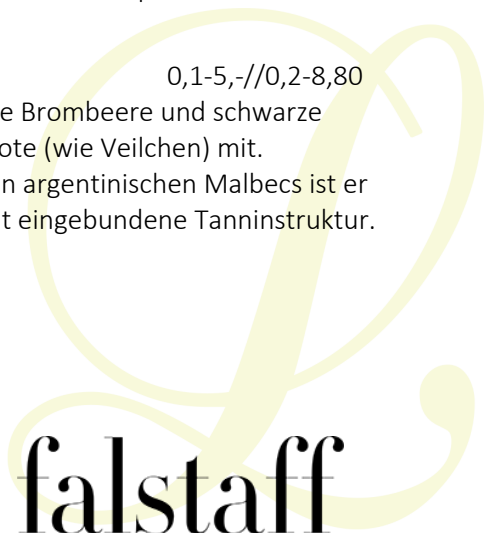 0,1-5,-//0,2-8,80
e Brombeere und schwarze
ote (wie Veilchen) mit.
n argentinischen Malbecs ist er
t eingebundene Tanninstruktur.
falstaff